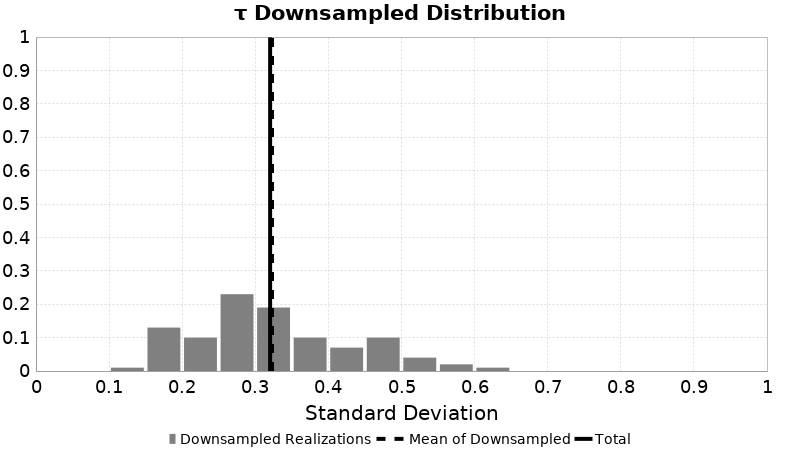 τ Downsampled Distribution
1
0.9
0.8
0.7
0.6
0.5
0.4
0.3
0.2
0.1
0
0 0.1 0.2 0.3 0.4 0.5 0.6 0.7 0.8 0.9 1
Standard Deviation
Downsampled Realizations Mean of Downsampled Total